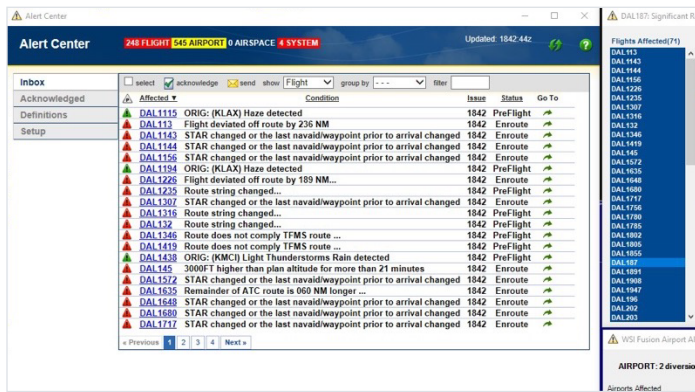 Alert Center
Alert Center
248 FLIGHT 545 AIRPORT 0 AIRSPACE 4 SYSTEM
Updated: 1842:44z
Inbox
Acknowledged
Definitions
Setup
select acknowledge send show Flight group by - - - filter
Affected ▼ Condition Issue Status Go To
DAL1115 ORIG: (KLAX) Haze detected 1842 PreFlight
DAL113 Flight deviated off route by 236 NM 1842 Enroute
DAL1143 STAR changed or the last navaid/waypoint prior to arrival changed 1842 Enroute
DAL1144 STAR changed or the last navaid/waypoint prior to arrival changed 1842 Enroute
DAL1156 STAR changed or the last navaid/waypoint prior to arrival changed 1842 Enroute
DAL1194 ORIG: (KLAX) Haze detected 1842 PreFlight
DAL1226 Flight deviated off route by 189 NM... 1842 Enroute
DAL1235 Route string changed... 1842 PreFlight
DAL1307 STAR changed or the last navaid/waypoint prior to arrival changed 1842 Enroute
DAL1316 Route string changed... 1842 PreFlight
DAL132 Route string changed... 1842 PreFlight
DAL1346 Route does not comply TFMS route ... 1842 PreFlight
DAL1419 Route does not comply TFMS route ... 1842 PreFlight
DAL1438 ORIG: (KMCI) Light Thunderstorms Rain detected 1842 PreFlight
DAL145 3000FT higher than plan altitude for more than 21 minutes 1842 Enroute
DAL1572 STAR changed or the last navaid/waypoint prior to arrival changed 1842 Enroute
DAL1635 Remainder of ATC route is 060 NM longer ... 1842 Enroute
DAL1648 STAR changed or the last navaid/waypoint prior to arrival changed 1842 Enroute
DAL1680 STAR changed or the last navaid/waypoint prior to arrival changed 1842 Enroute
DAL1717 STAR changed or the last navaid/waypoint prior to arrival changed 1842 Enroute
« Previous 1 2 3 4 Next »
DAL187: Significant R
Flights Affected(71)
DAL113
DAL1143
DAL1144
DAL1156
DAL1226
DAL1235
DAL1307
DAL1316
DAL132
DAL1346
DAL1419
DAL145
DAL1572
DAL1635
DAL1648
DAL1680
DAL1717
DAL1756
DAL1780
DAL1785
DAL1802
DAL1805
DAL1855
DAL187
DAL1891
DAL1908
DAL1947
DAL196
DAL202
DAL203
WSI Fusion Airport Al
AIRPORT: 2 diversio
Airports Affected